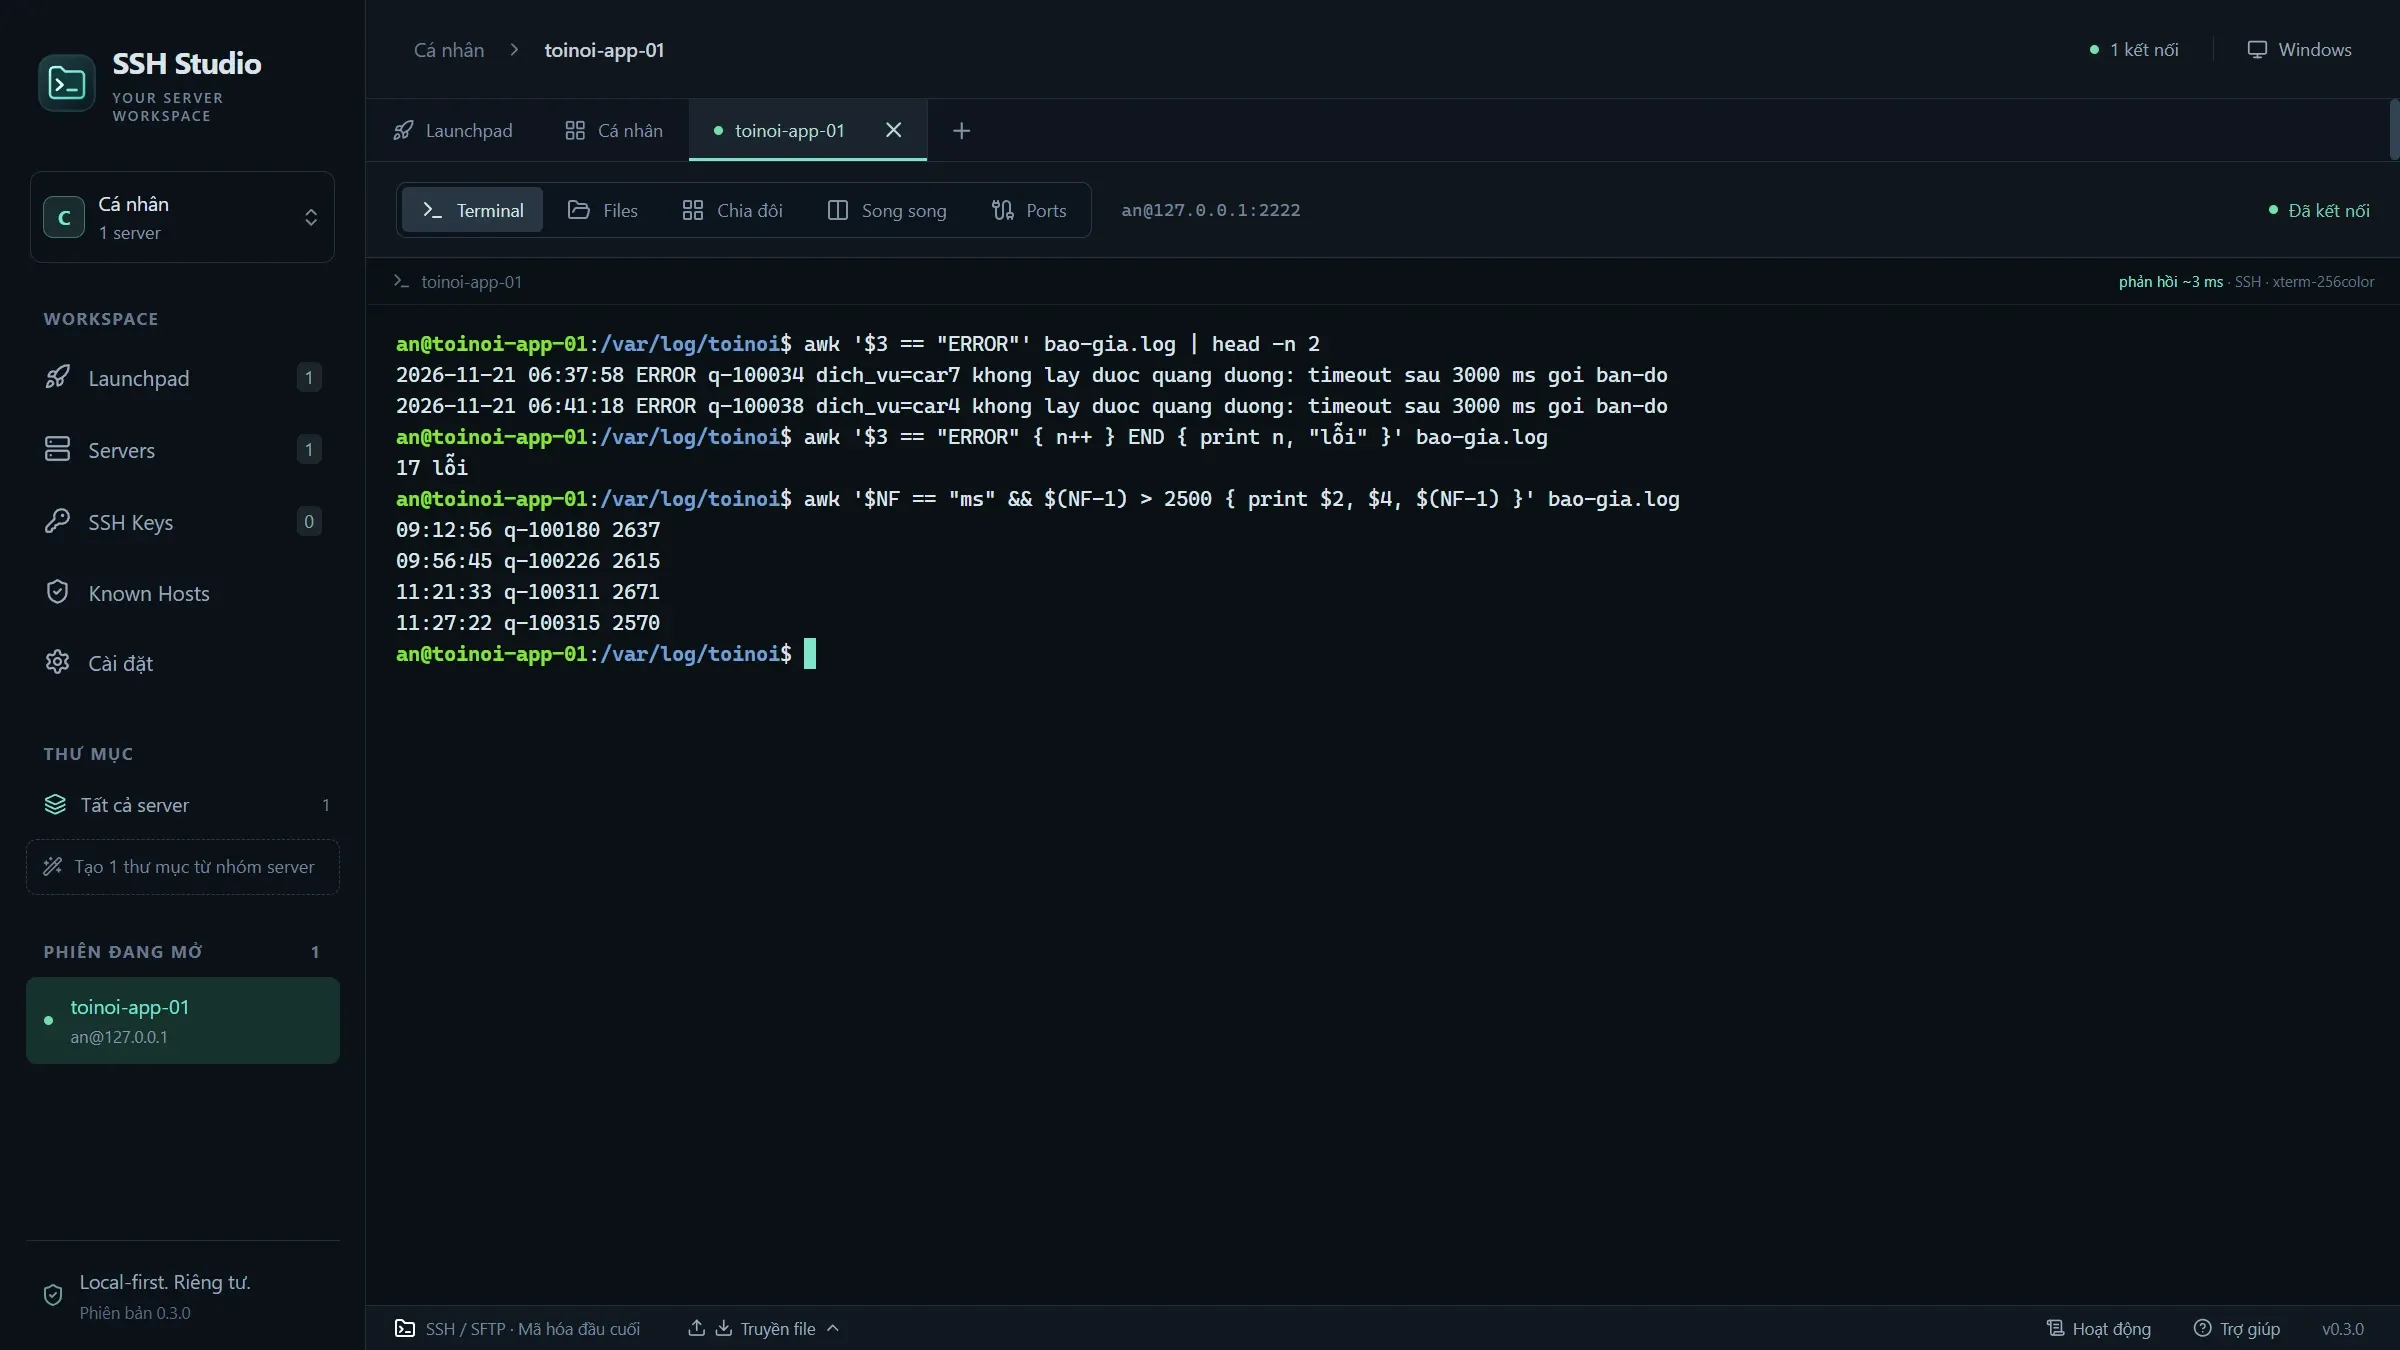 SSH Studio
YOUR SERVER
WORKSPACE
C
Cá nhân
1 server
WORKSPACE
Launchpad 1
Servers 1
SSH Keys 0
Known Hosts
Cài đặt
THƯ MỤC
Tất cả server 1
Tạo 1 thư mục từ nhóm server
PHIÊN ĐANG MỞ 1
toinoi-app-01
an@127.0.0.1
Local-first. Riêng tư.
Phiên bản 0.3.0
Cá nhân > toinoi-app-01
1 kết nối
Windows
Launchpad
Cá nhân
toinoi-app-01
Terminal
Files
Chia đôi
Song song
Ports
an@127.0.0.1:2222
Đã kết nối
toinoi-app-01
phản hồi ~3 ms · SSH · xterm-256color
an@toinoi-app-01:/var/log/toinoi$ awk '$3 == "ERROR"' bao-gia.log | head -n 2
2026-11-21 06:37:58 ERROR q-100034 dich_vu=car7 khong lay duoc quang duong: timeout sau 3000 ms goi ban-do
2026-11-21 06:41:18 ERROR q-100038 dich_vu=car4 khong lay duoc quang duong: timeout sau 3000 ms goi ban-do
an@toinoi-app-01:/var/log/toinoi$ awk '$3 == "ERROR" { n++ } END { print n, "lỗi" }' bao-gia.log
17 lỗi
an@toinoi-app-01:/var/log/toinoi$ awk '$NF == "ms" && $(NF-1) > 2500 { print $2, $4, $(NF-1) }' bao-gia.log
09:12:56 q-100180 2637
09:56:45 q-100226 2615
11:21:33 q-100311 2671
11:27:22 q-100315 2570
an@toinoi-app-01:/var/log/toinoi$
SSH / SFTP · Mã hóa đầu cuối
Truyền file
Hoạt động
Trợ giúp
v0.3.0